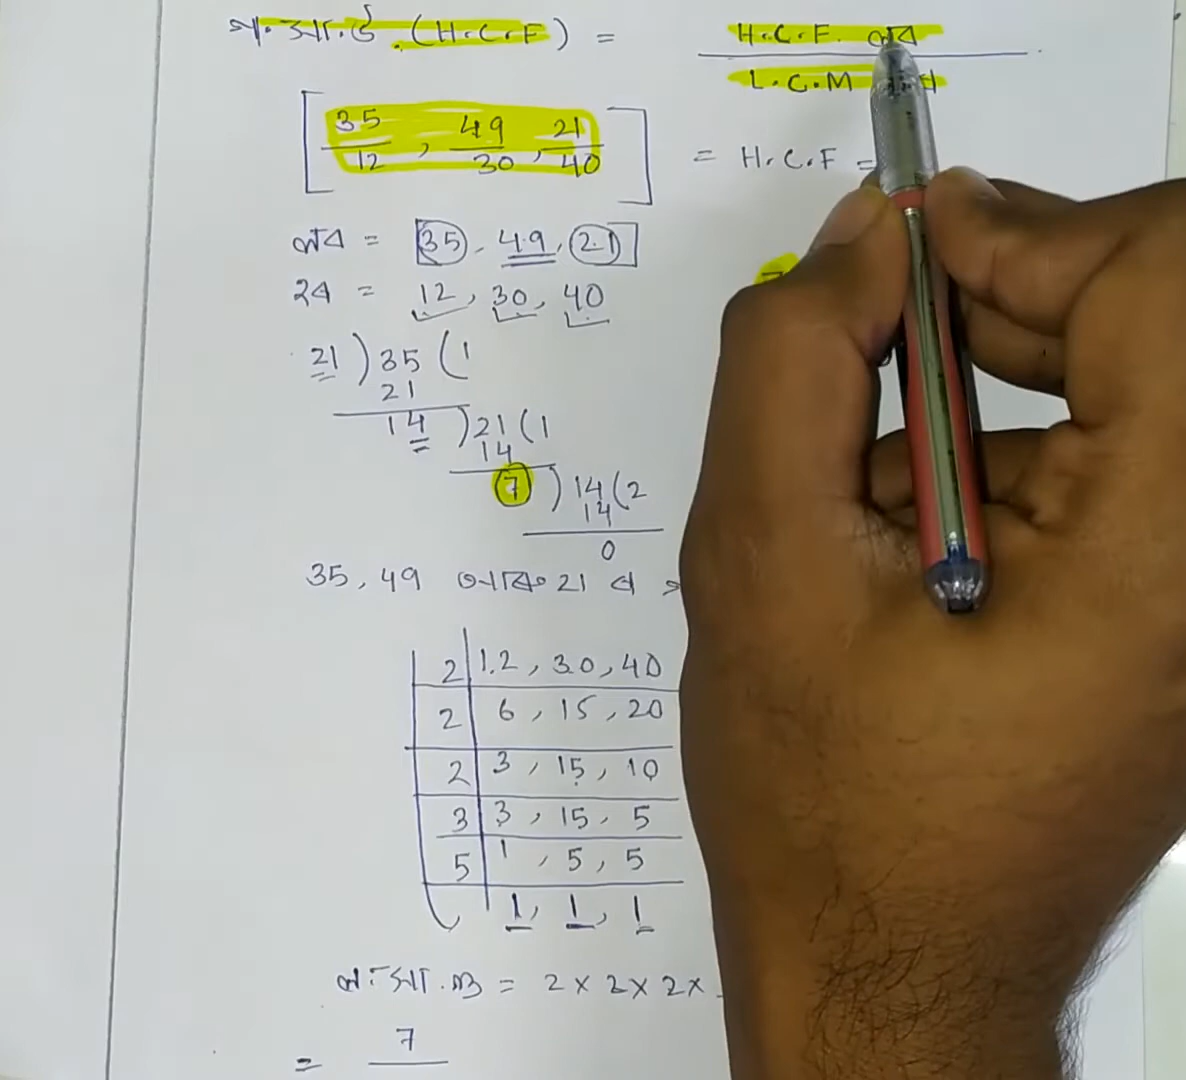 গ.সা.গু. (H.C.F) = H.C.F. লব / L.C.M
[35/12, 49/30, 21/40] = H.C.F =
লব = [35, 49, 21]
হর = 12, 30, 40
21 ) 35 ( 1
21
14 ) 21 ( 1
14
7 ) 14 ( 2
14
0
35, 49 এবং 21 এর
2 | 12, 30, 40
2 | 6, 15, 20
2 | 3, 15, 10
3 | 3, 15, 5
5 | 1, 5, 5
1, 1, 1
ল.সা.গু = 2 × 2 × 2 ×
= 7